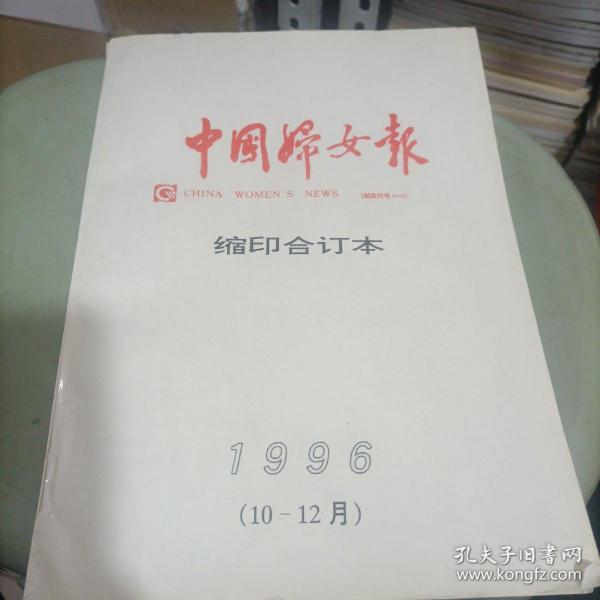 中国妇女报
CHINA WOMEN'S NEWS
缩印合订本
1996
(10-12月)
孔夫子旧书网
www.kongfz.com